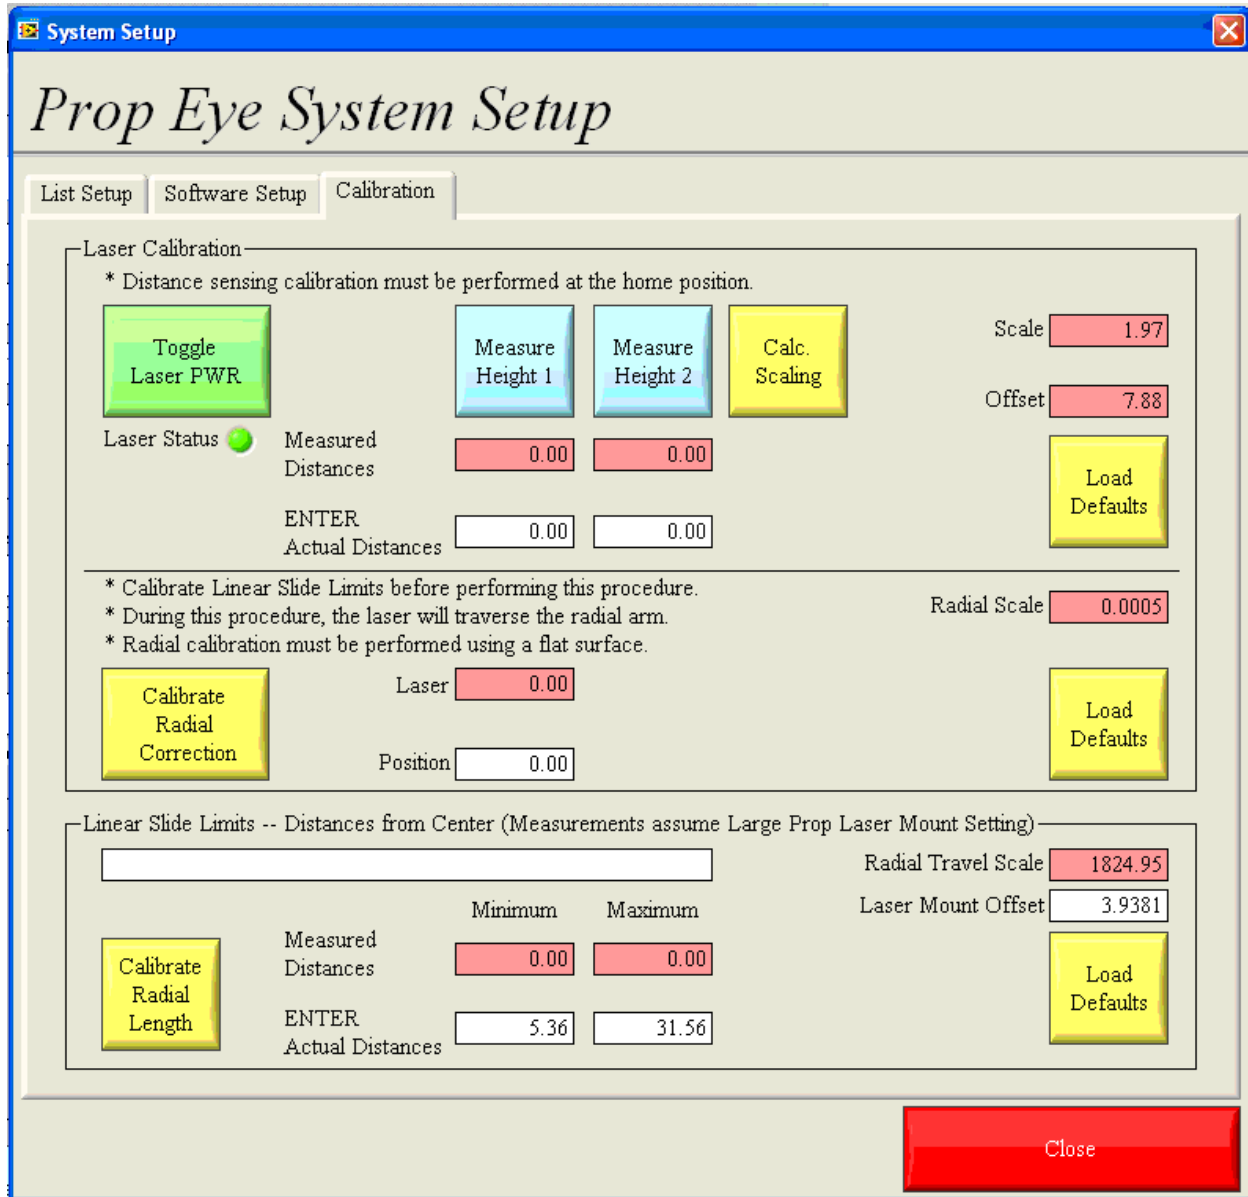 System Setup
Prop Eye System Setup
List Setup
Software Setup
Calibration
Laser Calibration
* Distance sensing calibration must be performed at the home position.
Toggle
Laser PWR
Measure
Height 1
Measure
Height 2
Calc.
Scaling
Scale 1.97
Offset 7.88
Laser Status
Measured
Distances
0.00 0.00
Load
Defaults
ENTER
Actual Distances
0.00 0.00
* Calibrate Linear Slide Limits before performing this procedure.
* During this procedure, the laser will traverse the radial arm.
* Radial calibration must be performed using a flat surface.
Radial Scale 0.0005
Calibrate
Radial
Correction
Laser 0.00
Position 0.00
Load
Defaults
Linear Slide Limits -- Distances from Center (Measurements assume Large Prop Laser Mount Setting)
Radial Travel Scale 1824.95
Laser Mount Offset 3.9381
Minimum Maximum
Calibrate
Radial
Length
Measured
Distances
0.00 0.00
ENTER
Actual Distances
5.36 31.56
Load
Defaults
Close